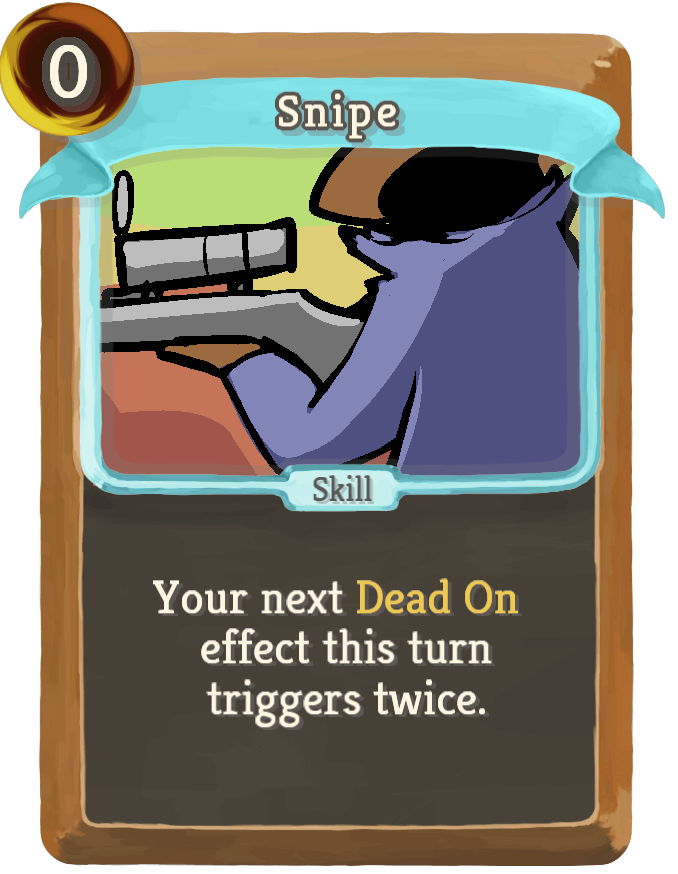 0
Snipe
Skill
Your next Dead On
effect this turn
triggers twice.